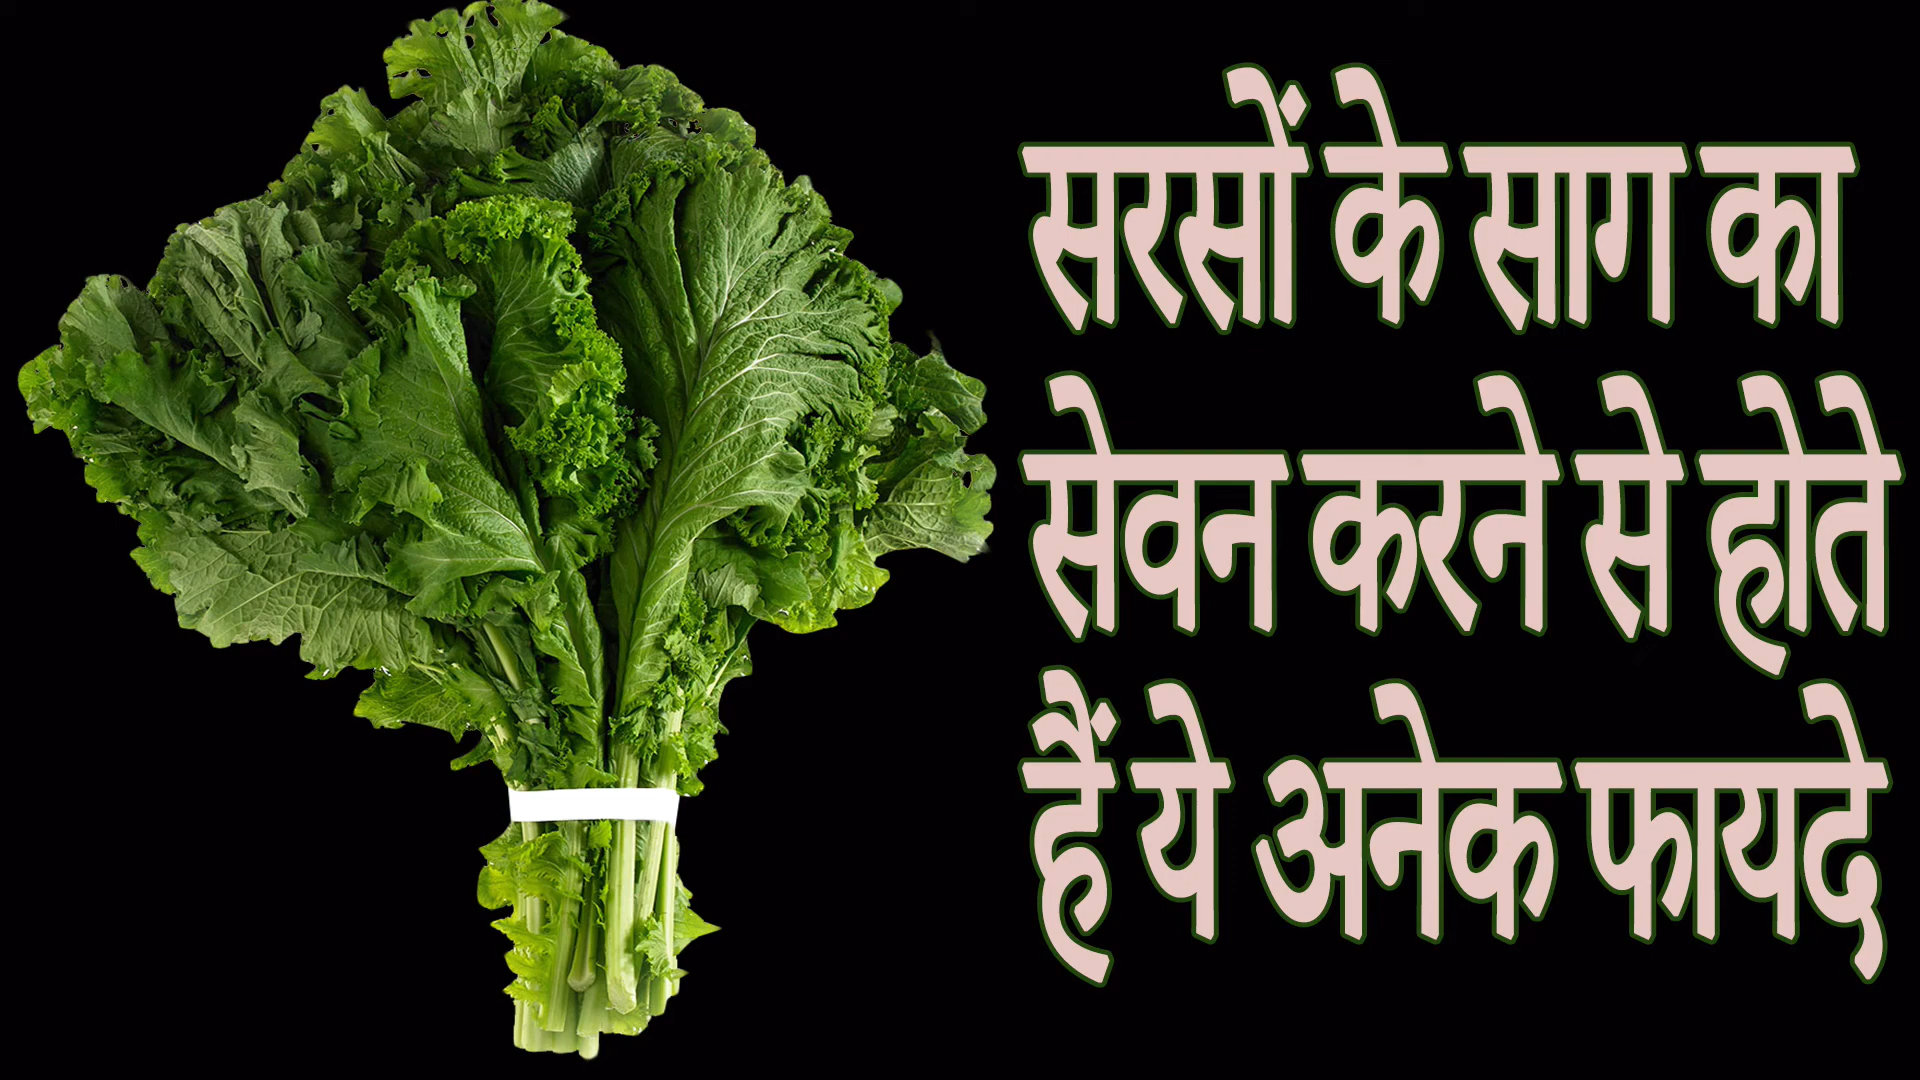 सरसों के साग का
सेवन करने से होते
हैं ये अनेक फायदे